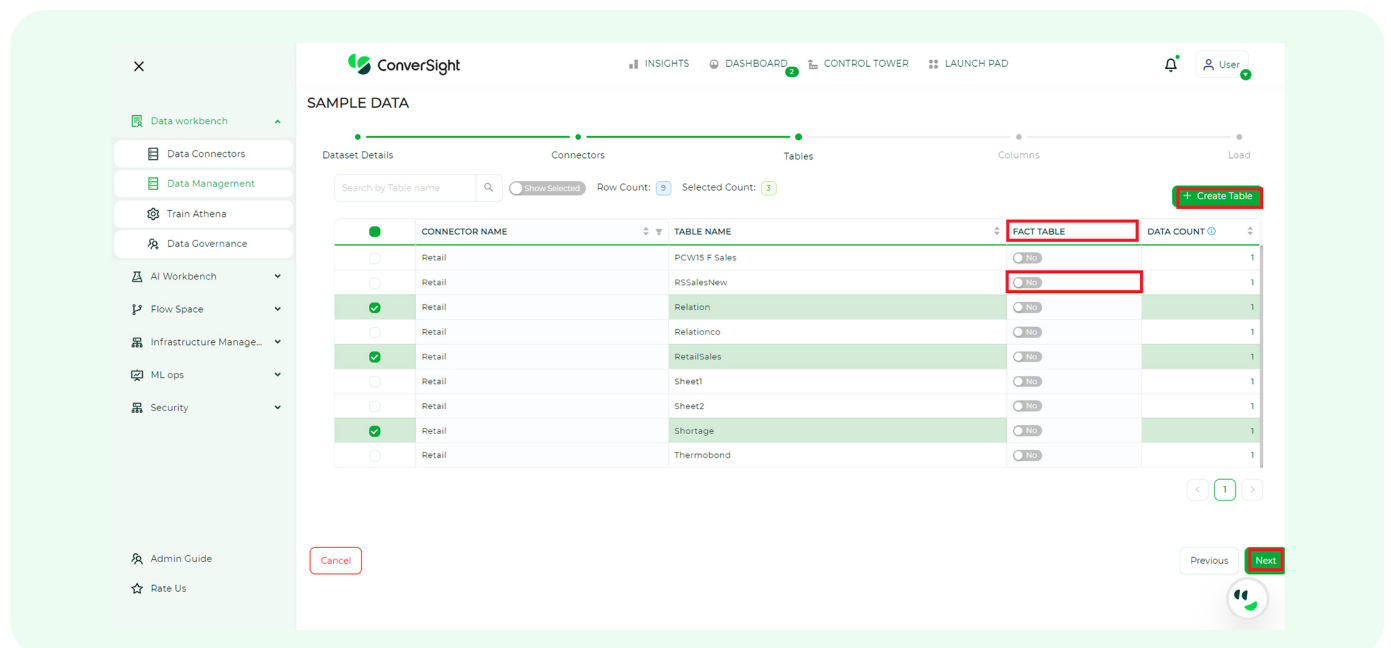 ConverSight
INSIGHTS
DASHBOARD
2
CONTROL TOWER
LAUNCH PAD
User
Data workbench
Data Connectors
Data Management
Train Athena
Data Governance
AI Workbench
Flow Space
Infrastructure Manage...
ML ops
Security
Admin Guide
Rate Us
SAMPLE DATA
Dataset Details
Connectors
Tables
Columns
Load
Search by Table name
Show Selected
Row Count: 9
Selected Count: 3
+ Create Table
CONNECTOR NAME TABLE NAME FACT TABLE DATA COUNT
Retail PCW15 F Sales No 1
Retail RSSalesNew No 1
Retail Relation No 1
Retail Relationco No 1
Retail RetailSales No 1
Retail Sheet1 No 1
Retail Sheet2 No 1
Retail Shortage No 1
Retail Thermobond No 1
< 1 >
Cancel
Previous
Next